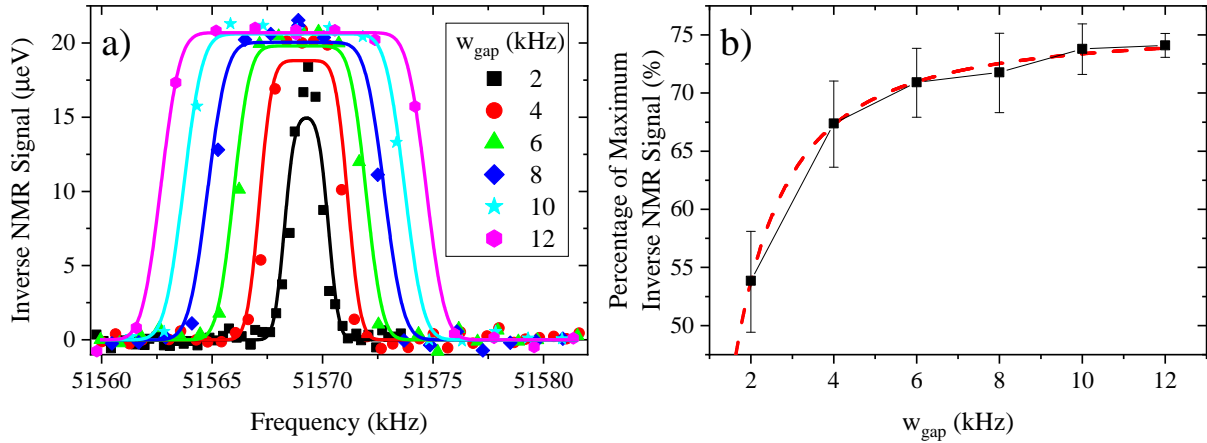 a)
w_gap (kHz)
2
4
6
8
10
12
Inverse NMR Signal (µeV)
20
15
10
5
0
51560 51565 51570 51575 51580
Frequency (kHz)
b)
Percentage of Maximum
Inverse NMR Signal (%)
75
70
65
60
55
50
2 4 6 8 10 12
w_gap (kHz)